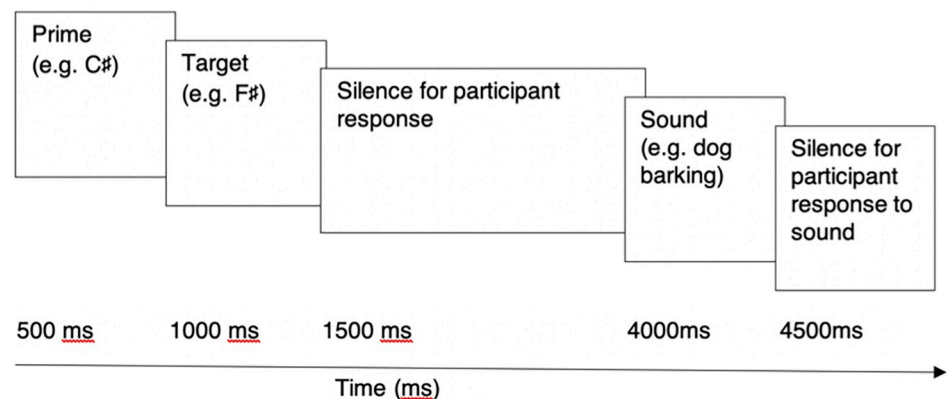 Prime
(e.g. C♯)
Target
(e.g. F♯)
Silence for participant
response
Sound
(e.g. dog
barking)
Silence for
participant
response to
sound
500 ms
1000 ms
1500 ms
4000ms
4500ms
Time (ms)